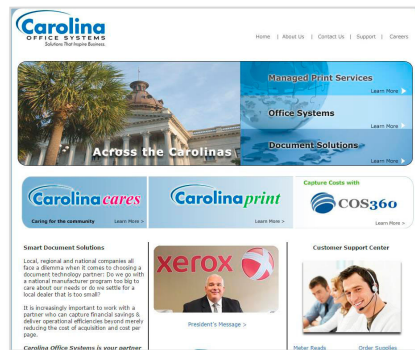 Carolina
OFFICE SYSTEMS
Solutions That Inspire Business.
Home | About Us | Contact Us | Support | Careers
Managed Print Services
Learn More
Office Systems
Learn More
Document Solutions
Learn More
Across the Carolinas
Carolina cares
Caring for the community Learn More >
Carolina print
Learn More >
Capture Costs with
COS360
Learn More >
Smart Document Solutions
Local, regional and national companies all
face a dilemma when it comes to choosing a
document technology partner: Do we go with
a national manufacturer program too big to
care about our needs or do we settle for a
local dealer that is too small?
It is increasingly important to work with a
partner who can capture financial savings &
deliver operational efficiencies beyond merely
reducing the cost of acquisition and cost per
page.
Carolina Office Systems is your partner
xerox
President's Message >
Customer Support Center
Meter Reads Order Supplies